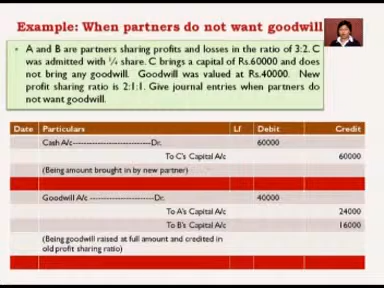 Example: When partners do not want goodwill
A and B are partners sharing profits and losses in the ratio of 3:2. C
was admitted with ¼ share. C brings a capital of Rs.60000 and does
not bring any goodwill. Goodwill was valued at Rs.40000. New
profit sharing ratio is 2:1:1. Give journal entries when partners do
not want goodwill.
Date Particulars L/ Debit Credit
Cash A/c---------------------------Dr. 60000
To C's Capital A/c 60000
(Being amount brought in by new partner)
Goodwill A/c ----------------------Dr. 40000
To A's Capital A/c 24000
To B's Capital A/c 16000
(Being goodwill raised at full amount and credited in
old profit sharing ratio)